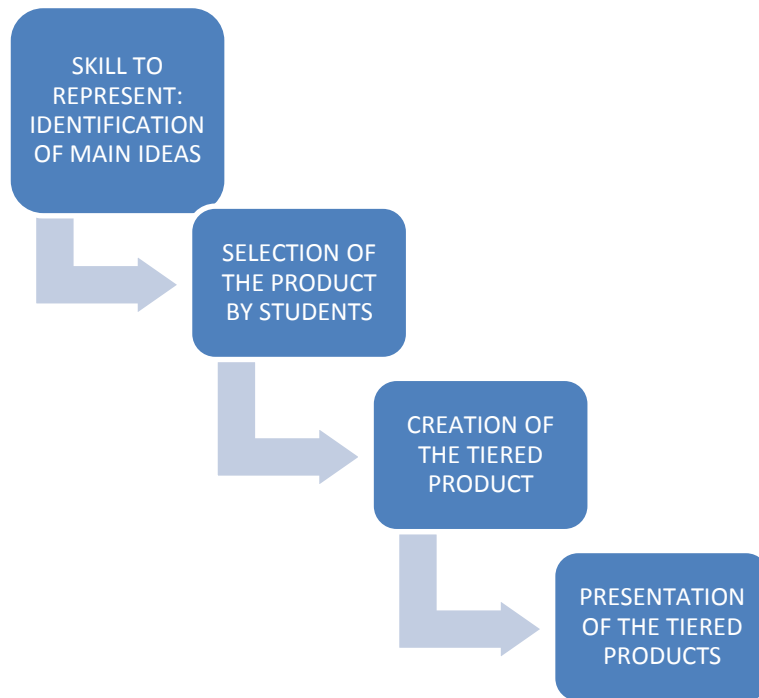 SKILL TO
REPRESENT:
IDENTIFICATION
OF MAIN IDEAS
SELECTION OF
THE PRODUCT
BY STUDENTS
CREATION OF
THE TIERED
PRODUCT
PRESENTATION
OF THE TIERED
PRODUCTS